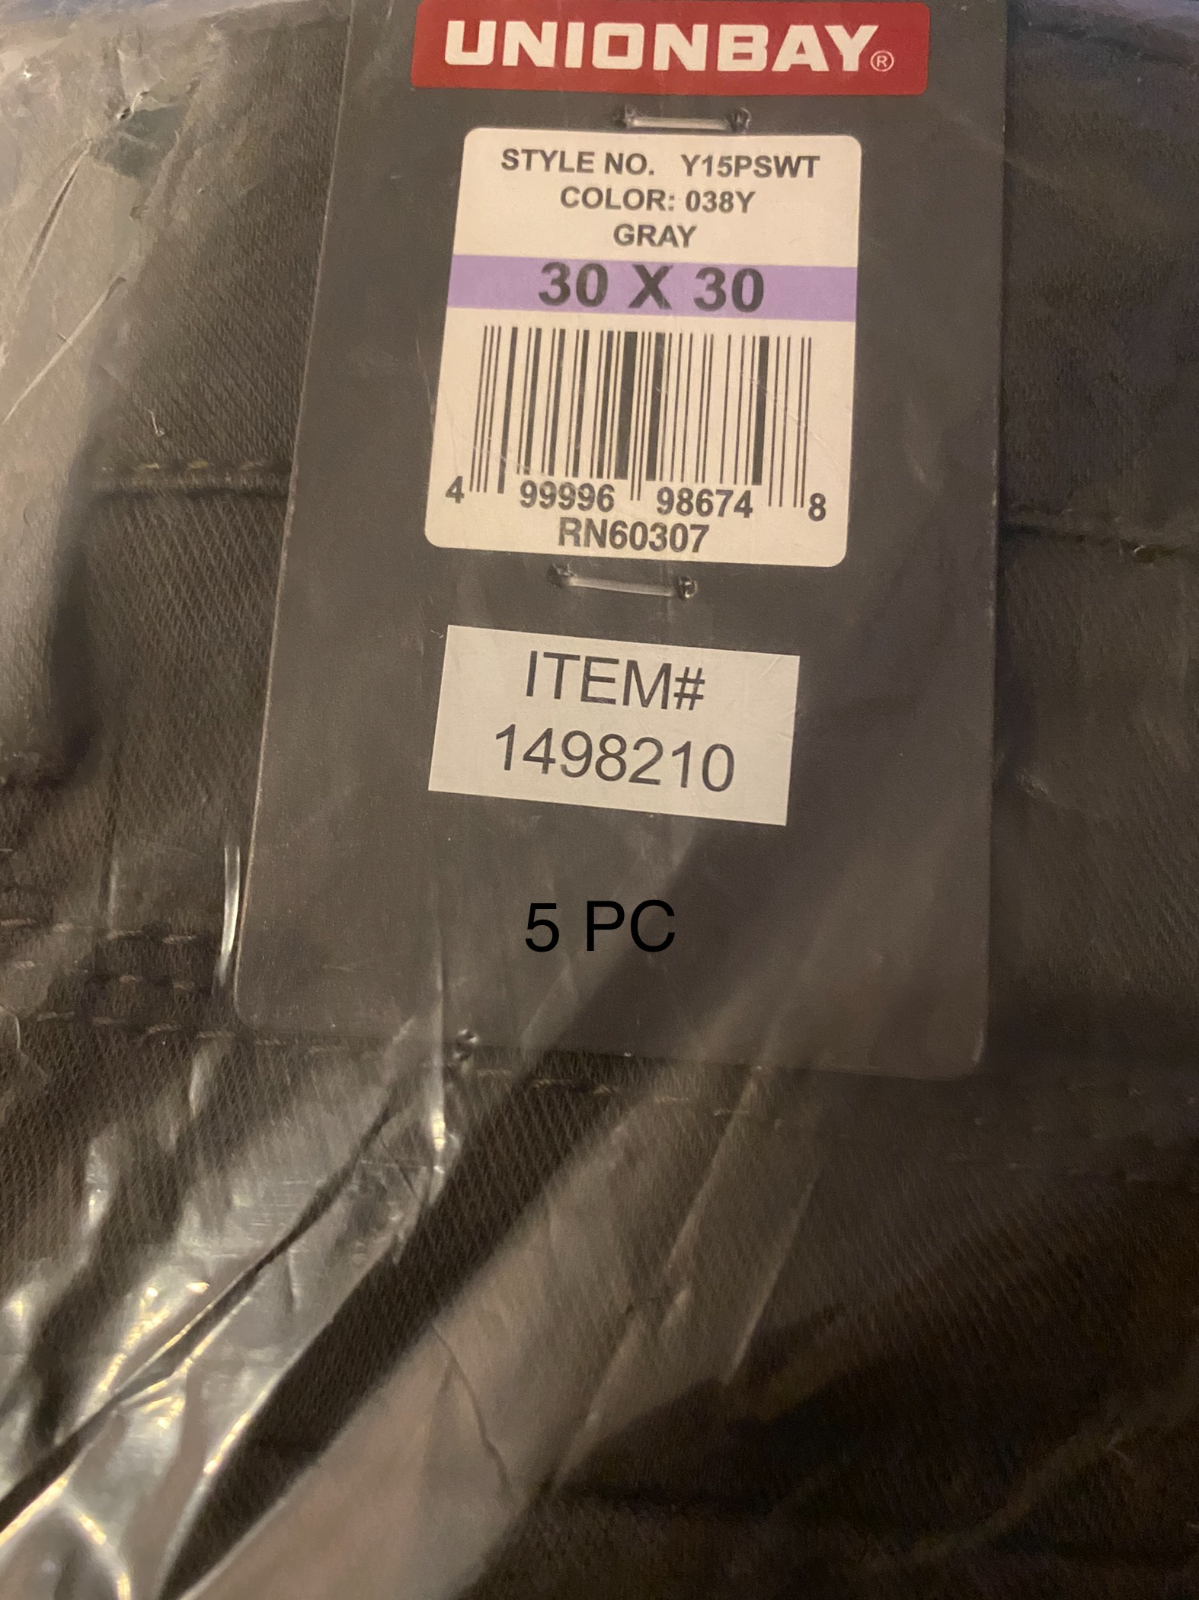 UNIONBAY®
STYLE NO. Y15PSWT
COLOR: 038Y
GRAY
30 X 30
4 99996 98674 8
RN60307
ITEM#
1498210
5 PC